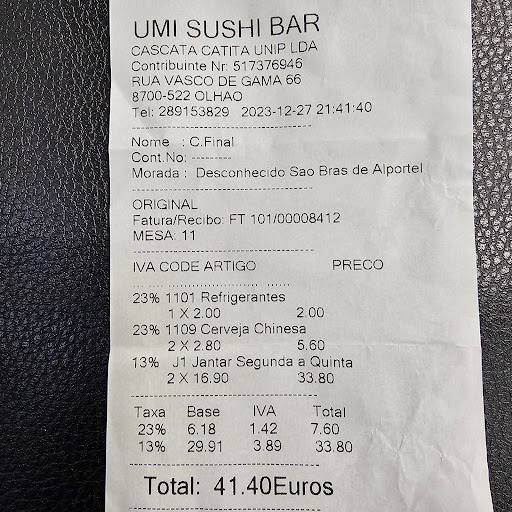 UMI SUSHI BAR
CASCATA CATITA UNIP LDA
Contribuinte Nr: 517376946
RUA VASCO DE GAMA 66
8700-522 OLHAO
Tel: 289153829 2023-12-27 21:41:40
Nome : C.Final
Cont.No: ---------
Morada : Desconhecido Sao Bras de Alportel
ORIGINAL
Fatura/Recibo: FT 101/00008412
MESA: 11
IVA CODE ARTIGO PRECO
23% 1101 Refrigerantes
1 X 2.00 2.00
23% 1109 Cerveja Chinesa
2 X 2.80 5.60
13% J1 Jantar Segunda a Quinta
2 X 16.90 33.80
Taxa Base IVA Total
23% 6.18 1.42 7.60
13% 29.91 3.89 33.80
Total: 41.40Euros